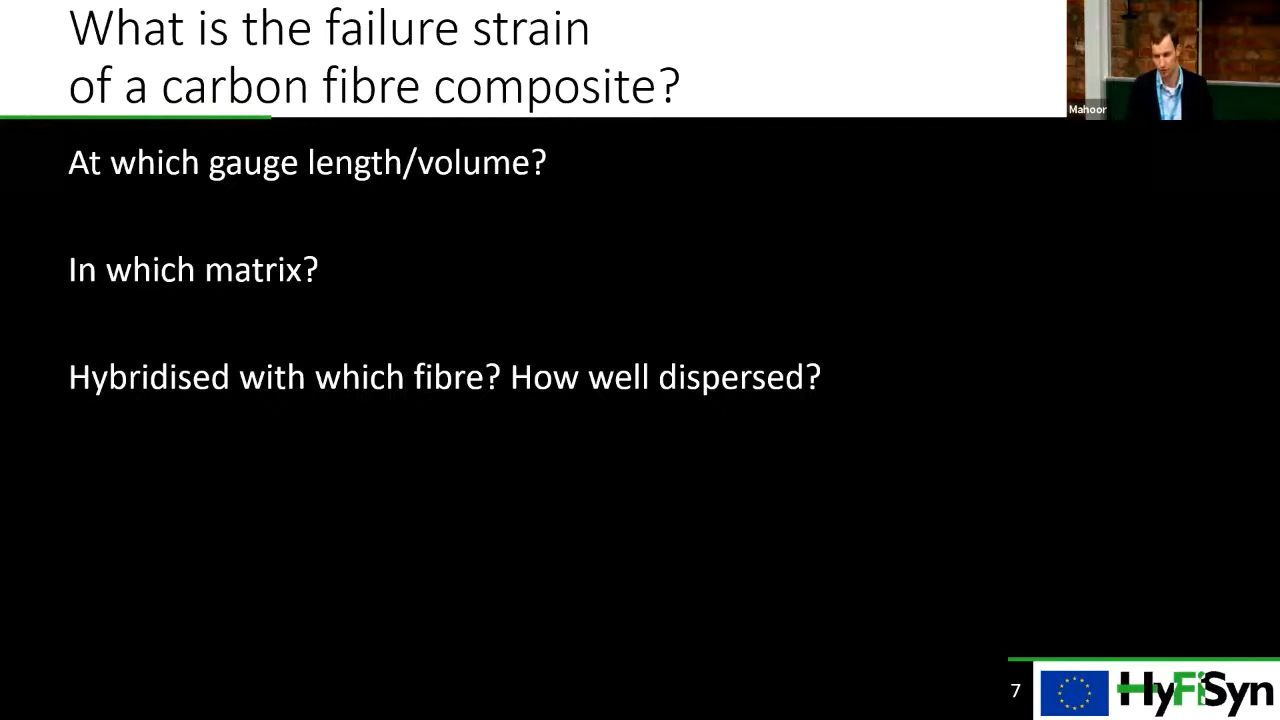 What is the failure strain
of a carbon fibre composite?
Mahoor
At which gauge length/volume?
In which matrix?
Hybridised with which fibre? How well dispersed?
7
HyFiSyn